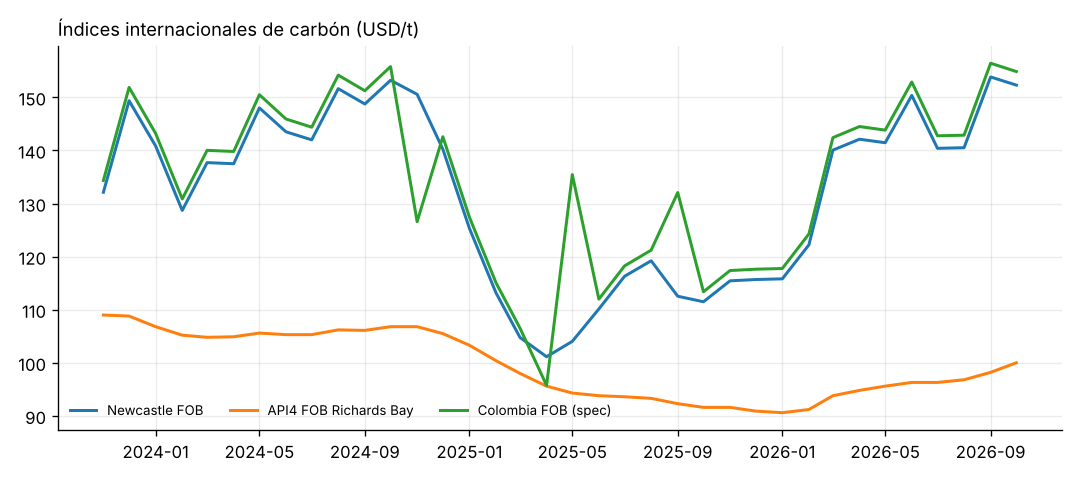 Índices internacionales de carbón (USD/t)
150
140
130
120
110
100
90
Newcastle FOB API4 FOB Richards Bay Colombia FOB (spec)
2024-01 2024-05 2024-09 2025-01 2025-05 2025-09 2026-01 2026-05 2026-09